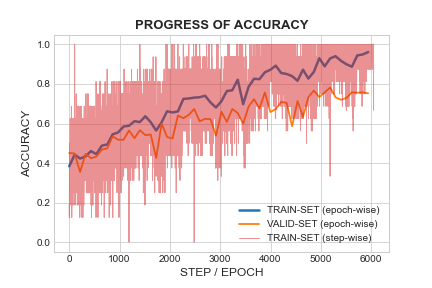 PROGRESS OF ACCURACY
1.0
0.8
0.6
0.4
0.2
0.0
ACCURACY
TRAIN-SET (epoch-wise)
VALID-SET (epoch-wise)
TRAIN-SET (step-wise)
0 1000 2000 3000 4000 5000 6000
STEP / EPOCH